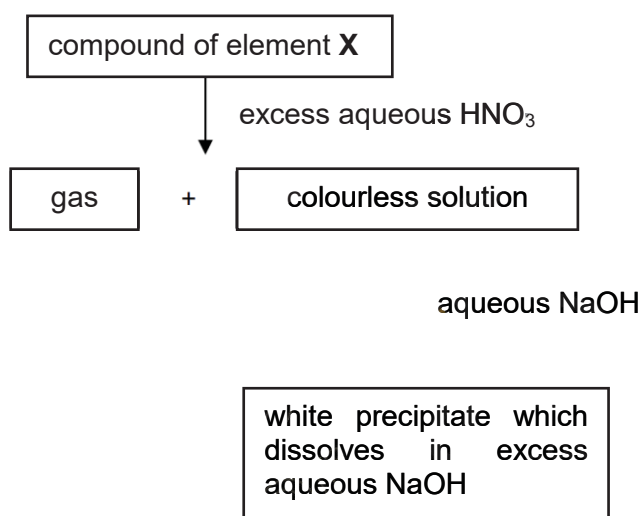 compound of element X
excess aqueous HNO₃
gas + colourless solution
aqueous NaOH
white precipitate which
dissolves in excess
aqueous NaOH